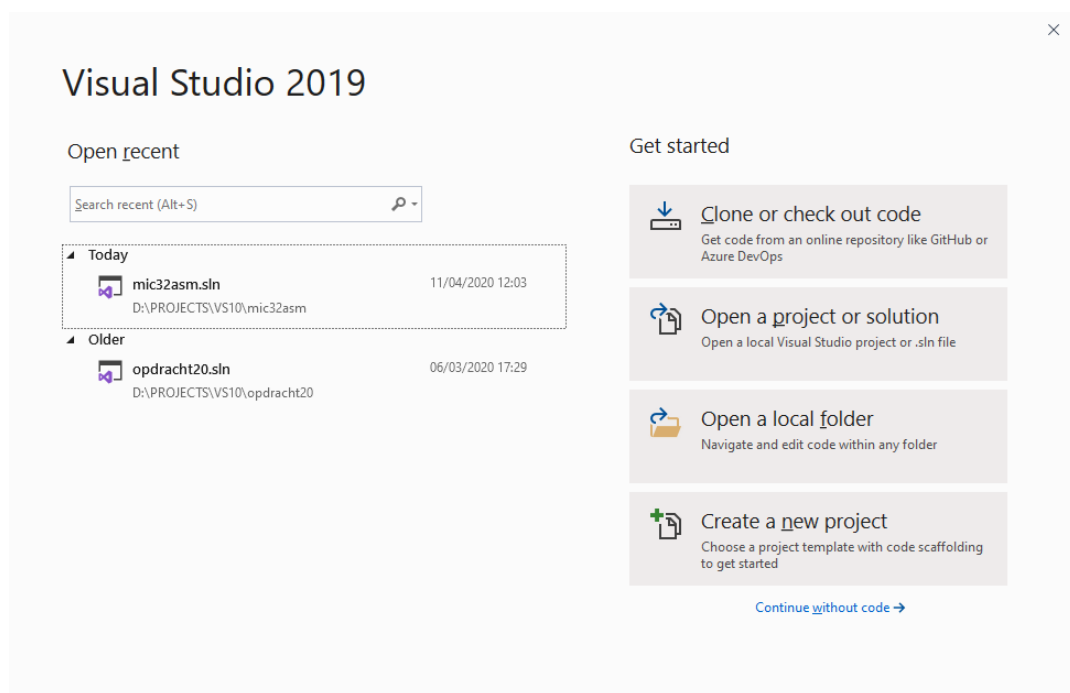 Visual Studio 2019
Open recent
Search recent (Alt+S)
Today
mic32asm.sln 11/04/2020 12:03
D:\PROJECTS\VS10\mic32asm
Older
opdracht20.sln 06/03/2020 17:29
D:\PROJECTS\VS10\opdracht20
Get started
Clone or check out code
Get code from an online repository like GitHub or
Azure DevOps
Open a project or solution
Open a local Visual Studio project or .sln file
Open a local folder
Navigate and edit code within any folder
Create a new project
Choose a project template with code scaffolding
to get started
Continue without code